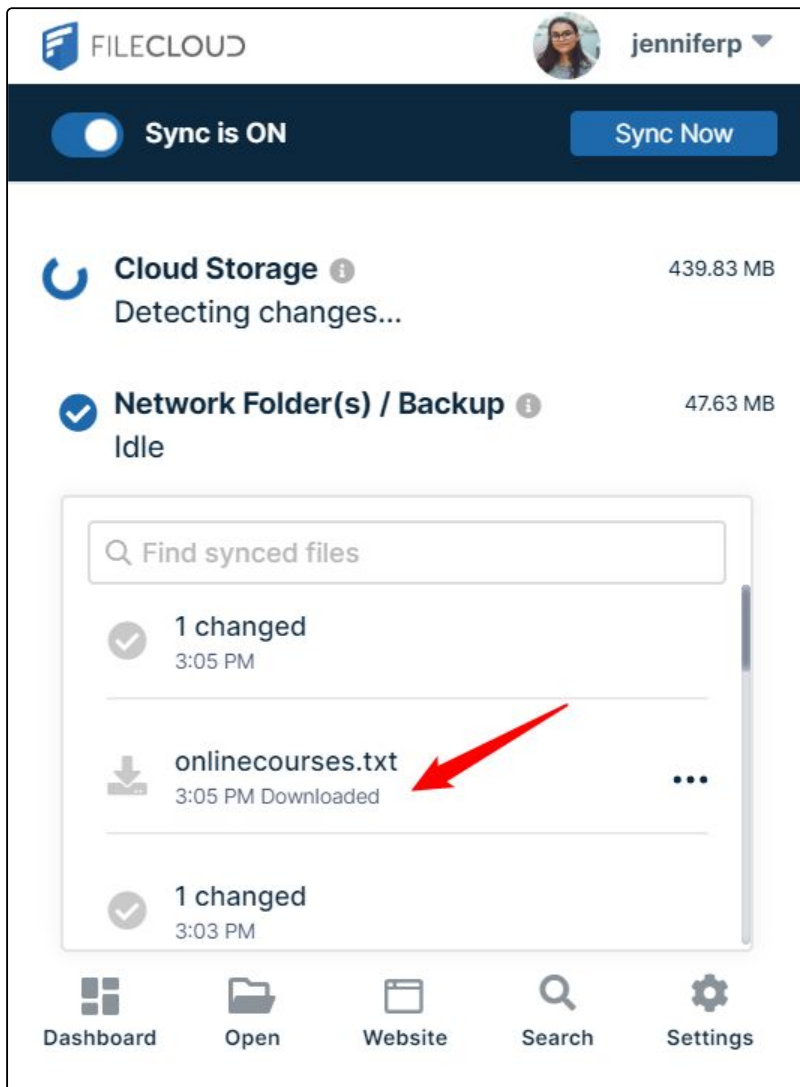 FILECLOUD
jenniferp
Sync is ON
Sync Now
Cloud Storage
439.83 MB
Detecting changes...
Network Folder(s) / Backup
47.63 MB
Idle
Find synced files
1 changed
3:05 PM
onlinecourses.txt
3:05 PM Downloaded
1 changed
3:03 PM
Dashboard
Open
Website
Search
Settings